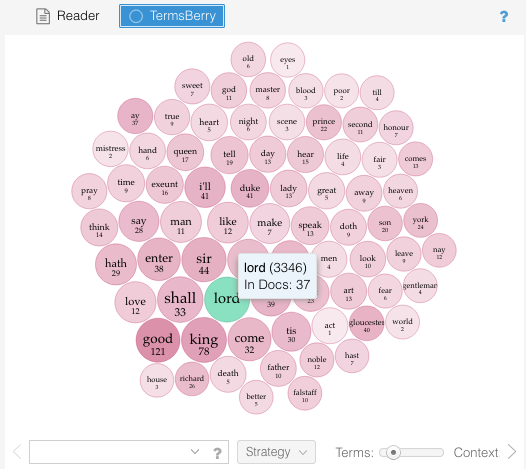 Reader
TermsBerry
?
old
6
eyes
1
sweet
7
god
11
master
8
blood
3
poor
2
till
4
ay
37
true
9
heart
5
night
6
scene
3
prince
22
second
11
honour
7
mistress
2
hand
6
queen
17
tell
19
day
13
hear
15
life
4
fair
3
comes
13
pray
8
time
9
exeunt
16
i'll
41
duke
41
lady
13
great
5
away
9
heaven
6
think
14
say
28
man
11
like
12
make
7
speak
13
doth
9
son
20
york
24
hath
29
enter
38
sir
44
lord (3346)
In Docs: 37
men
4
look
10
leave
9
nay
12
love
12
shall
33
lord
39
23
art
13
fear
6
gentleman
4
good
121
king
78
come
32
tis
30
act
1
gloucester
40
world
2
house
3
richard
26
death
5
father
10
noble
12
hast
7
better
5
falstaff
10
?
Strategy
Terms:
Context